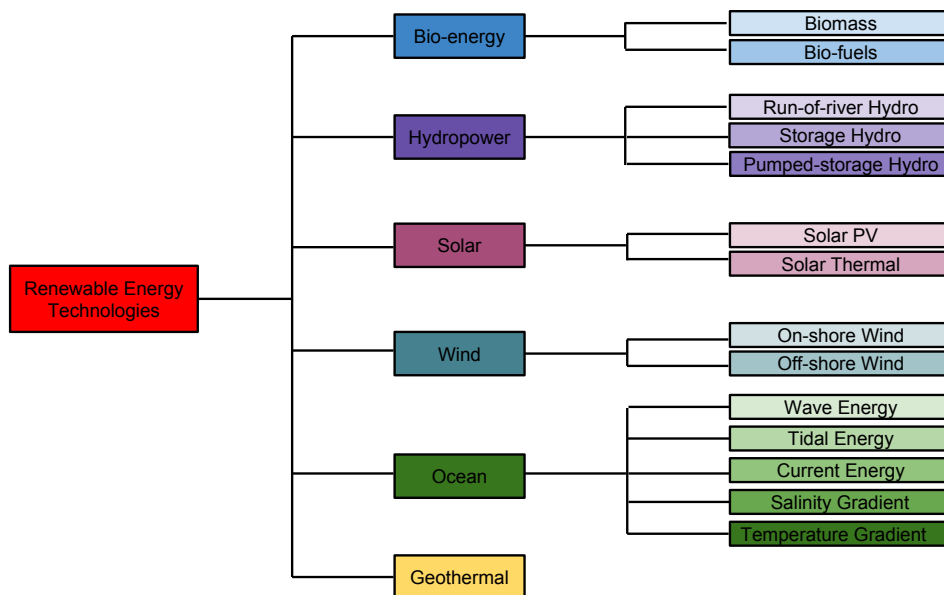 Renewable Energy
Technologies
Bio-energy
Biomass
Bio-fuels
Hydropower
Run-of-river Hydro
Storage Hydro
Pumped-storage Hydro
Solar
Solar PV
Solar Thermal
Wind
On-shore Wind
Off-shore Wind
Ocean
Wave Energy
Tidal Energy
Current Energy
Salinity Gradient
Temperature Gradient
Geothermal